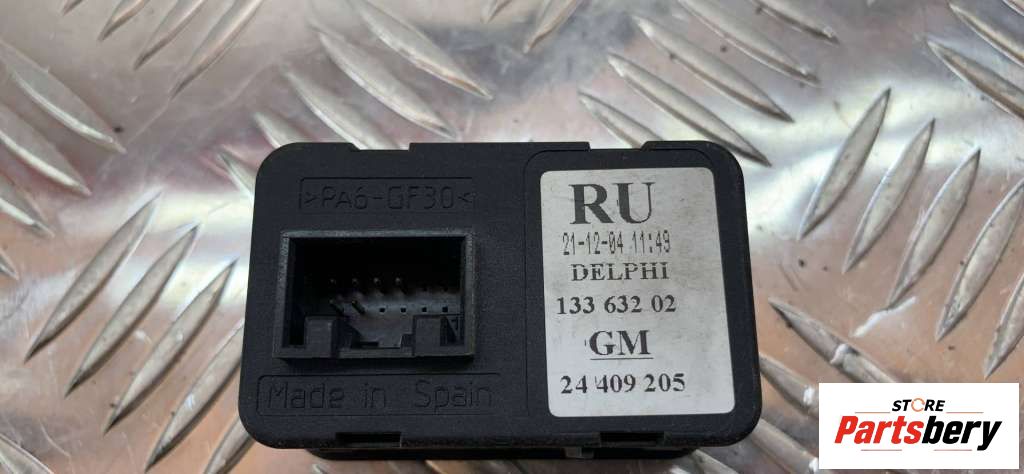 >PA6-GF30<
Made in Spain
RU
21-12-04 11:49
DELPHI
133 632 02
GM
24 409 205
STORE
Partsbery